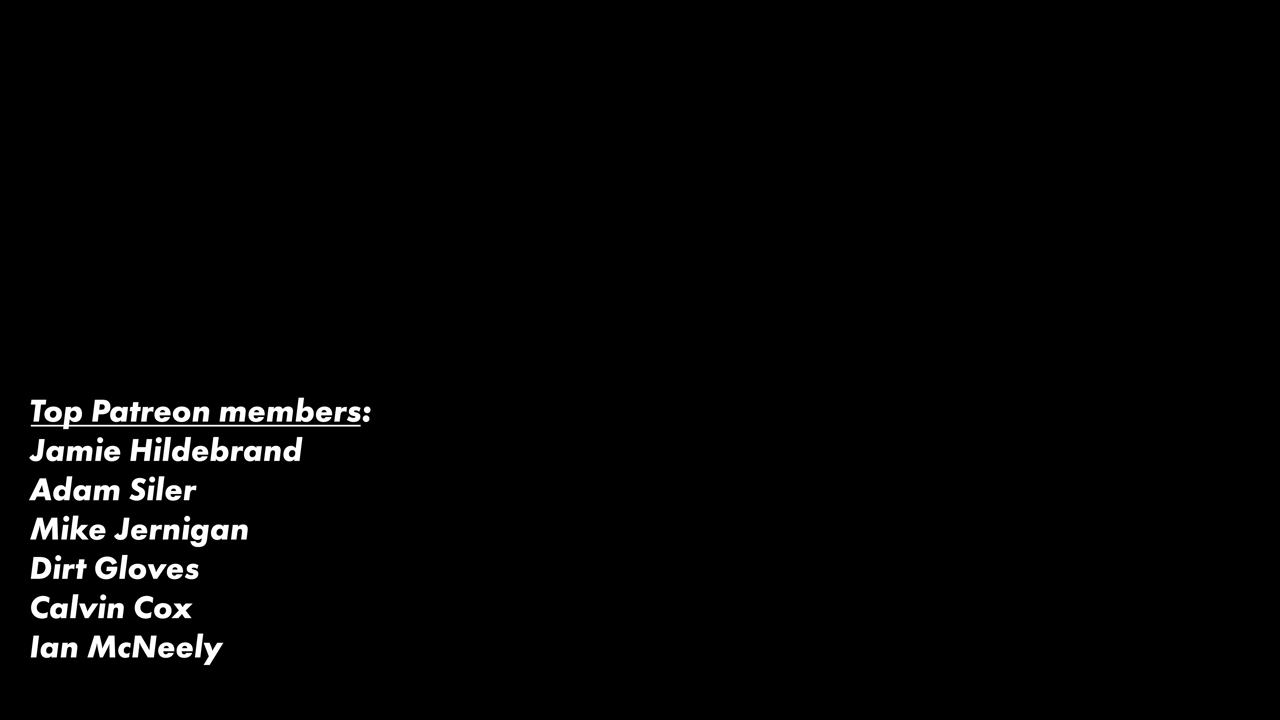 Top Patreon members:
Jamie Hildebrand
Adam Siler
Mike Jernigan
Dirt Gloves
Calvin Cox
Ian McNeely